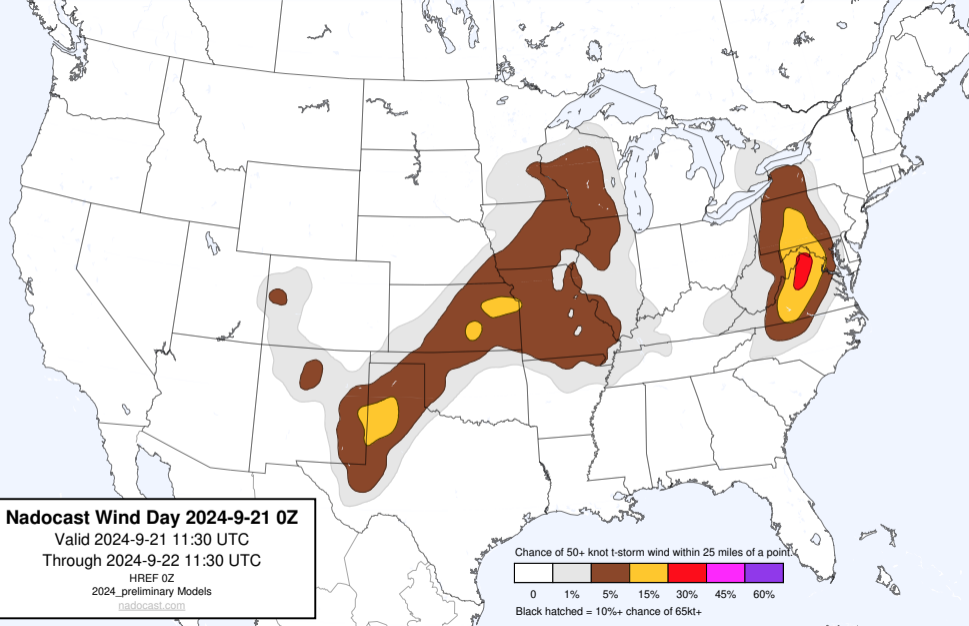 Nadocast Wind Day 2024-9-21 0Z
Valid 2024-9-21 11:30 UTC
Through 2024-9-22 11:30 UTC
HREF 0Z
2024_preliminary Models
nadocast.com
Chance of 50+ knot t-storm wind within 25 miles of a point.
0 1% 5% 15% 30% 45% 60%
Black hatched = 10%+ chance of 65kt+